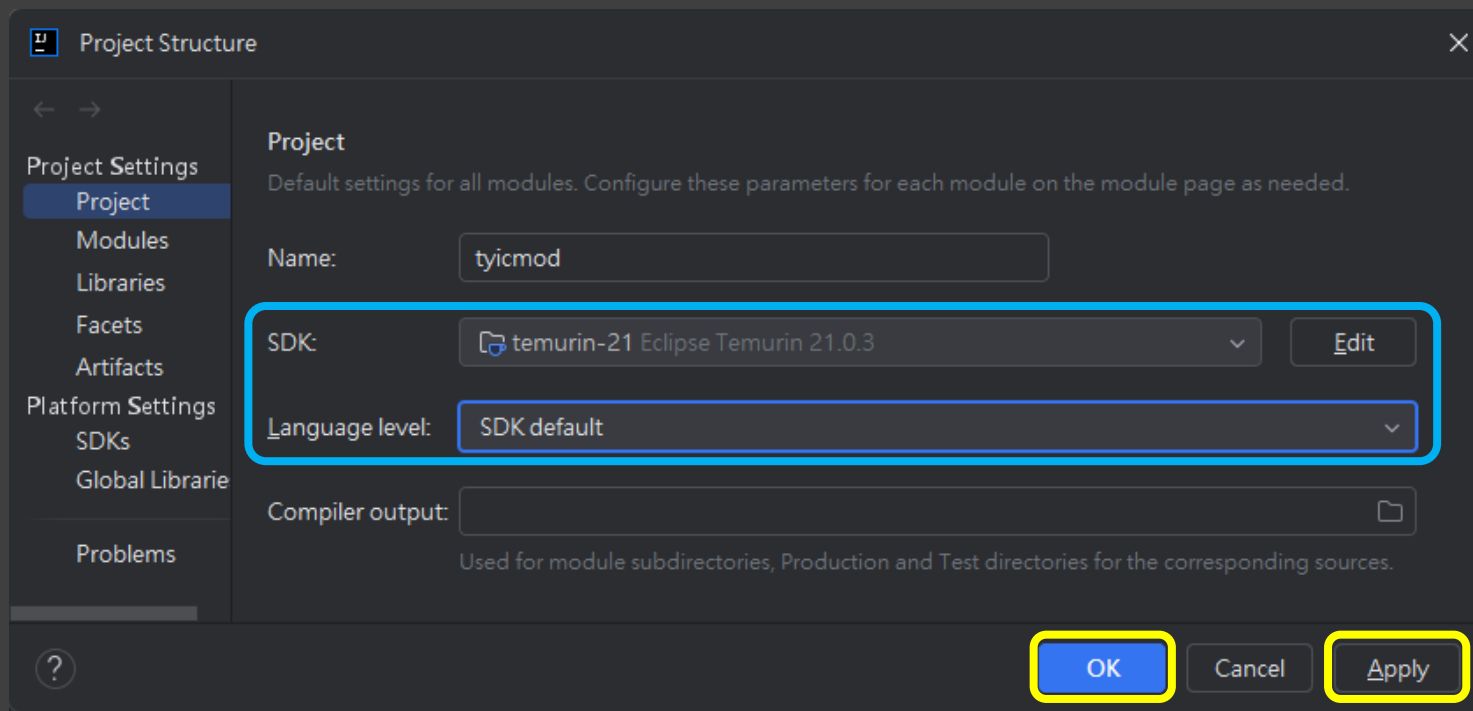 Project Structure
Project Settings
Project
Modules
Libraries
Facets
Artifacts
Platform Settings
SDKs
Global Librarie
Problems
Project
Default settings for all modules. Configure these parameters for each module on the module page as needed.
Name: tyicmod
SDK: temurin-21 Eclipse Temurin 21.0.3 Edit
Language level: SDK default
Compiler output:
Used for module subdirectories, Production and Test directories for the corresponding sources.
? OK Cancel Apply